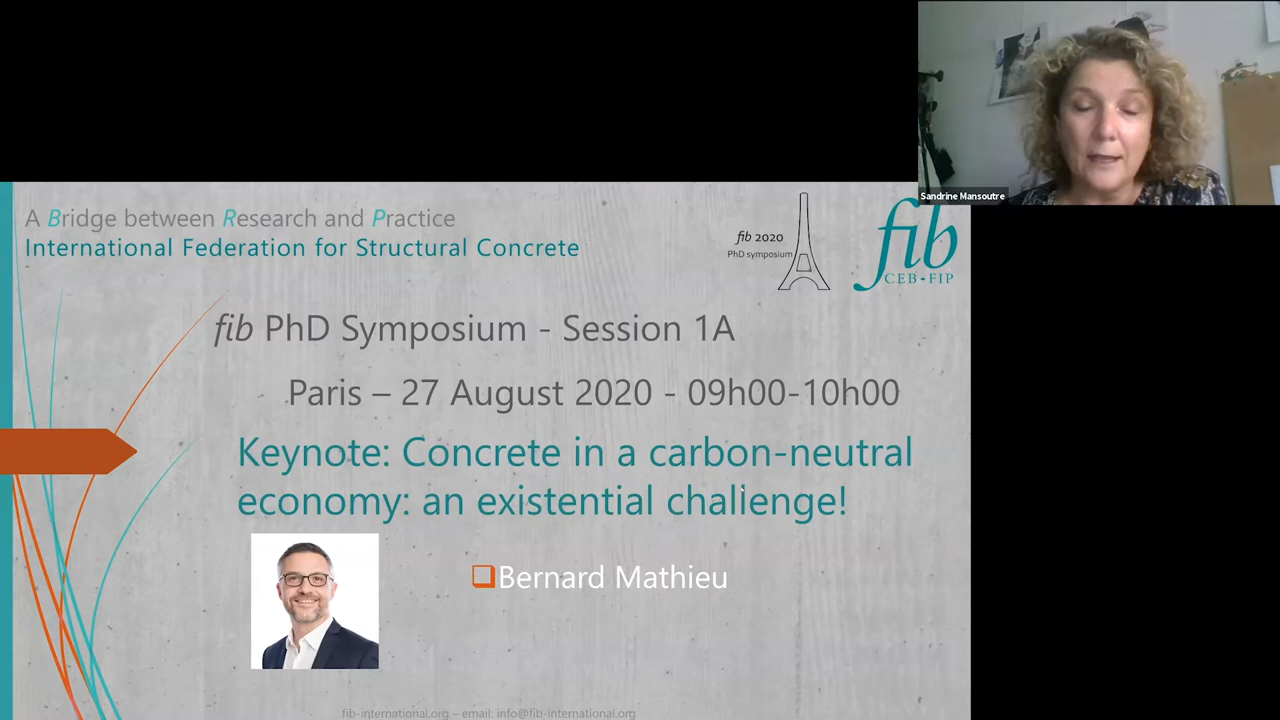 Sandrine Mansoutre
A Bridge between Research and Practice
International Federation for Structural Concrete
fib 2020
PhD symposium
fib
CEB-FIP
fib PhD Symposium - Session 1A
Paris – 27 August 2020 - 09h00-10h00
Keynote: Concrete in a carbon-neutral
economy: an existential challenge!
Bernard Mathieu
fib-international.org – email: info@fib-international.org